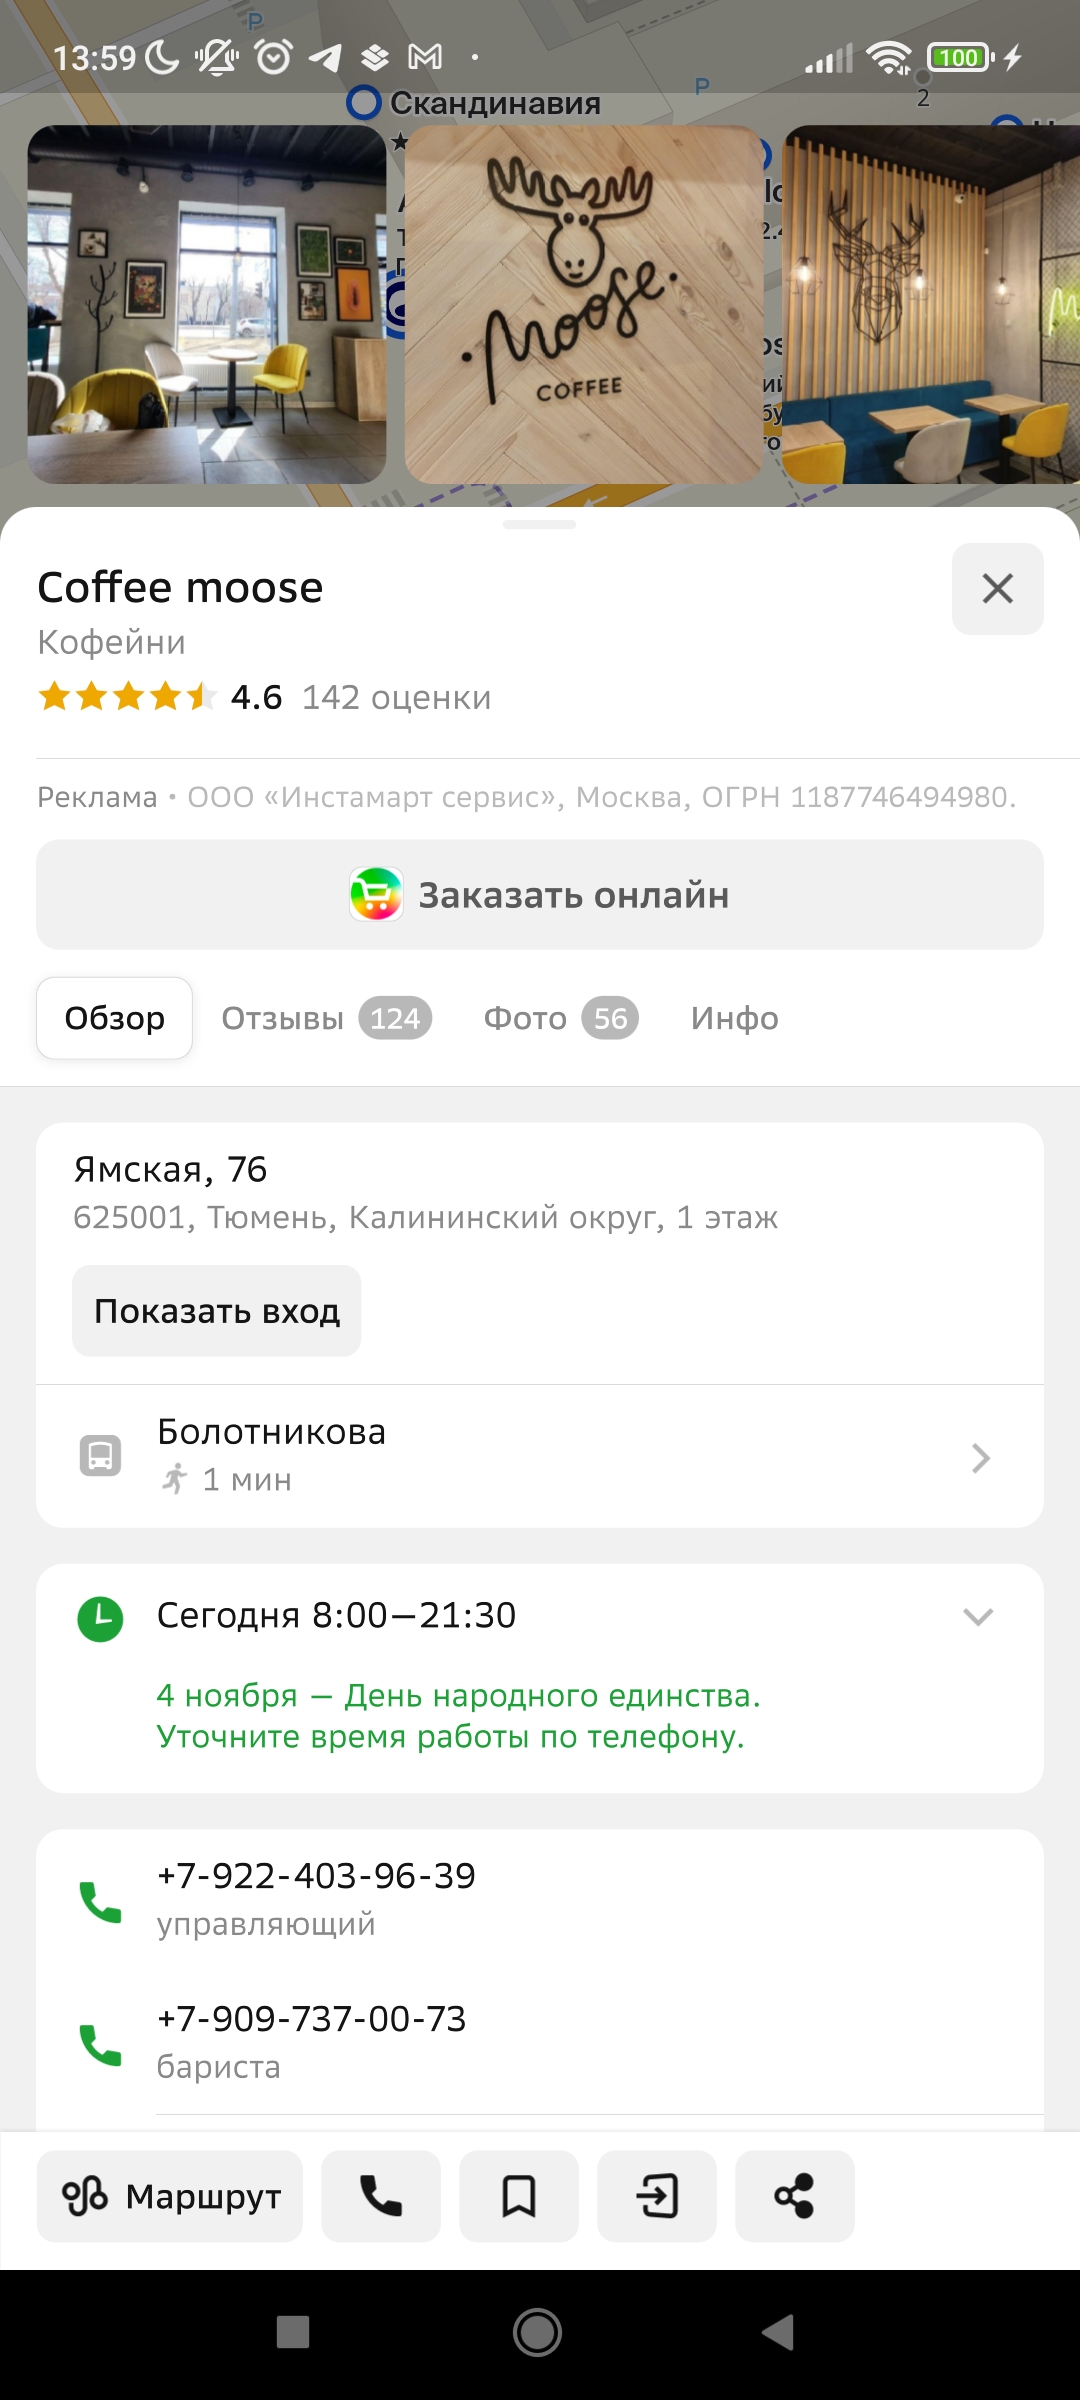 13:59
100
P
P
2
Скандинавия
Moose
COFFEE
Coffee moose
Кофейни
4.6 142 оценки
Реклама • ООО «Инстамарт сервис», Москва, ОГРН 1187746494980.
Заказать онлайн
Обзор Отзывы 124 Фото 56 Инфо
Ямская, 76
625001, Тюмень, Калининский округ, 1 этаж
Показать вход
Болотникова
1 мин
Сегодня 8:00—21:30
4 ноября — День народного единства.
Уточните время работы по телефону.
+7-922-403-96-39
управляющий
+7-909-737-00-73
бариста
Маршрут